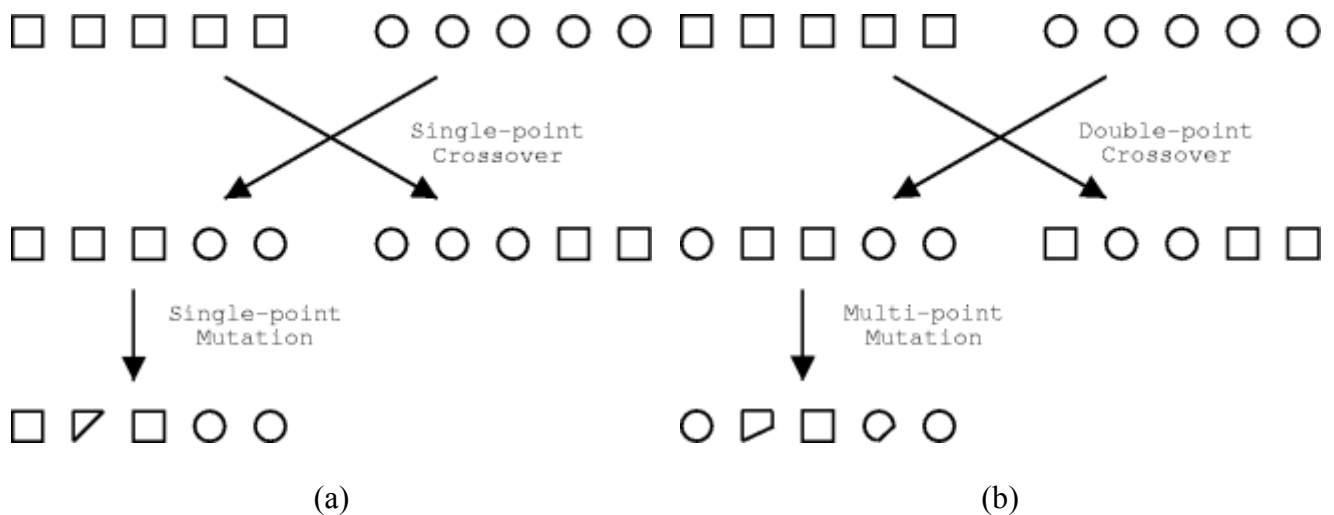 Single-point
Crossover
Double-point
Crossover
Single-point
Mutation
Multi-point
Mutation
(a)
(b)